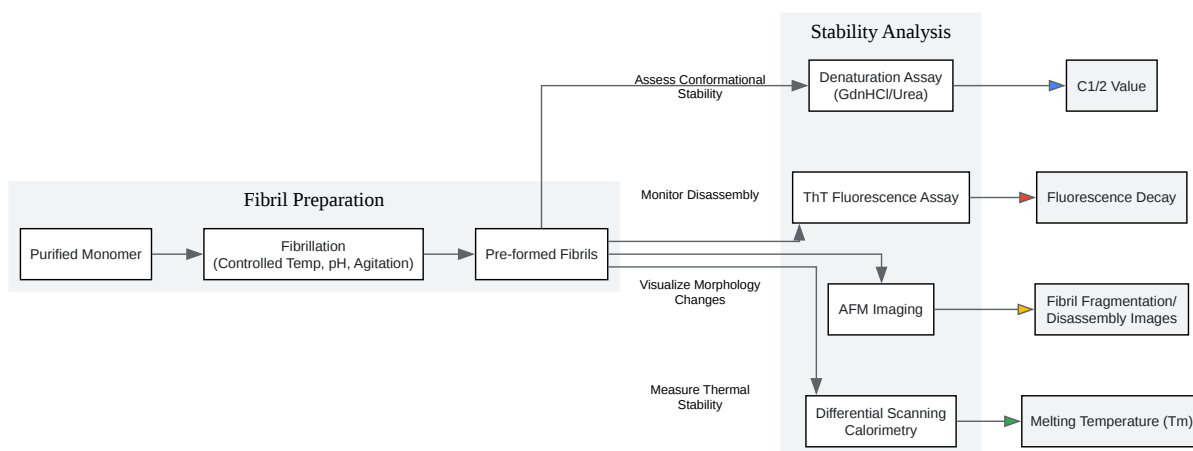 Stability Analysis
Assess Conformational
Stability
Denaturation Assay
(GdnHCl/Urea)
C1/2 Value
Fibril Preparation
Monitor Disassembly
ThT Fluorescence Assay
Fluorescence Decay
Purified Monomer
Fibrillation
(Controlled Temp, pH, Agitation)
Pre-formed Fibrils
Visualize Morphology
Changes
AFM Imaging
Fibril Fragmentation/
Disassembly Images
Measure Thermal
Stability
Differential Scanning
Calorimetry
Melting Temperature (Tm)